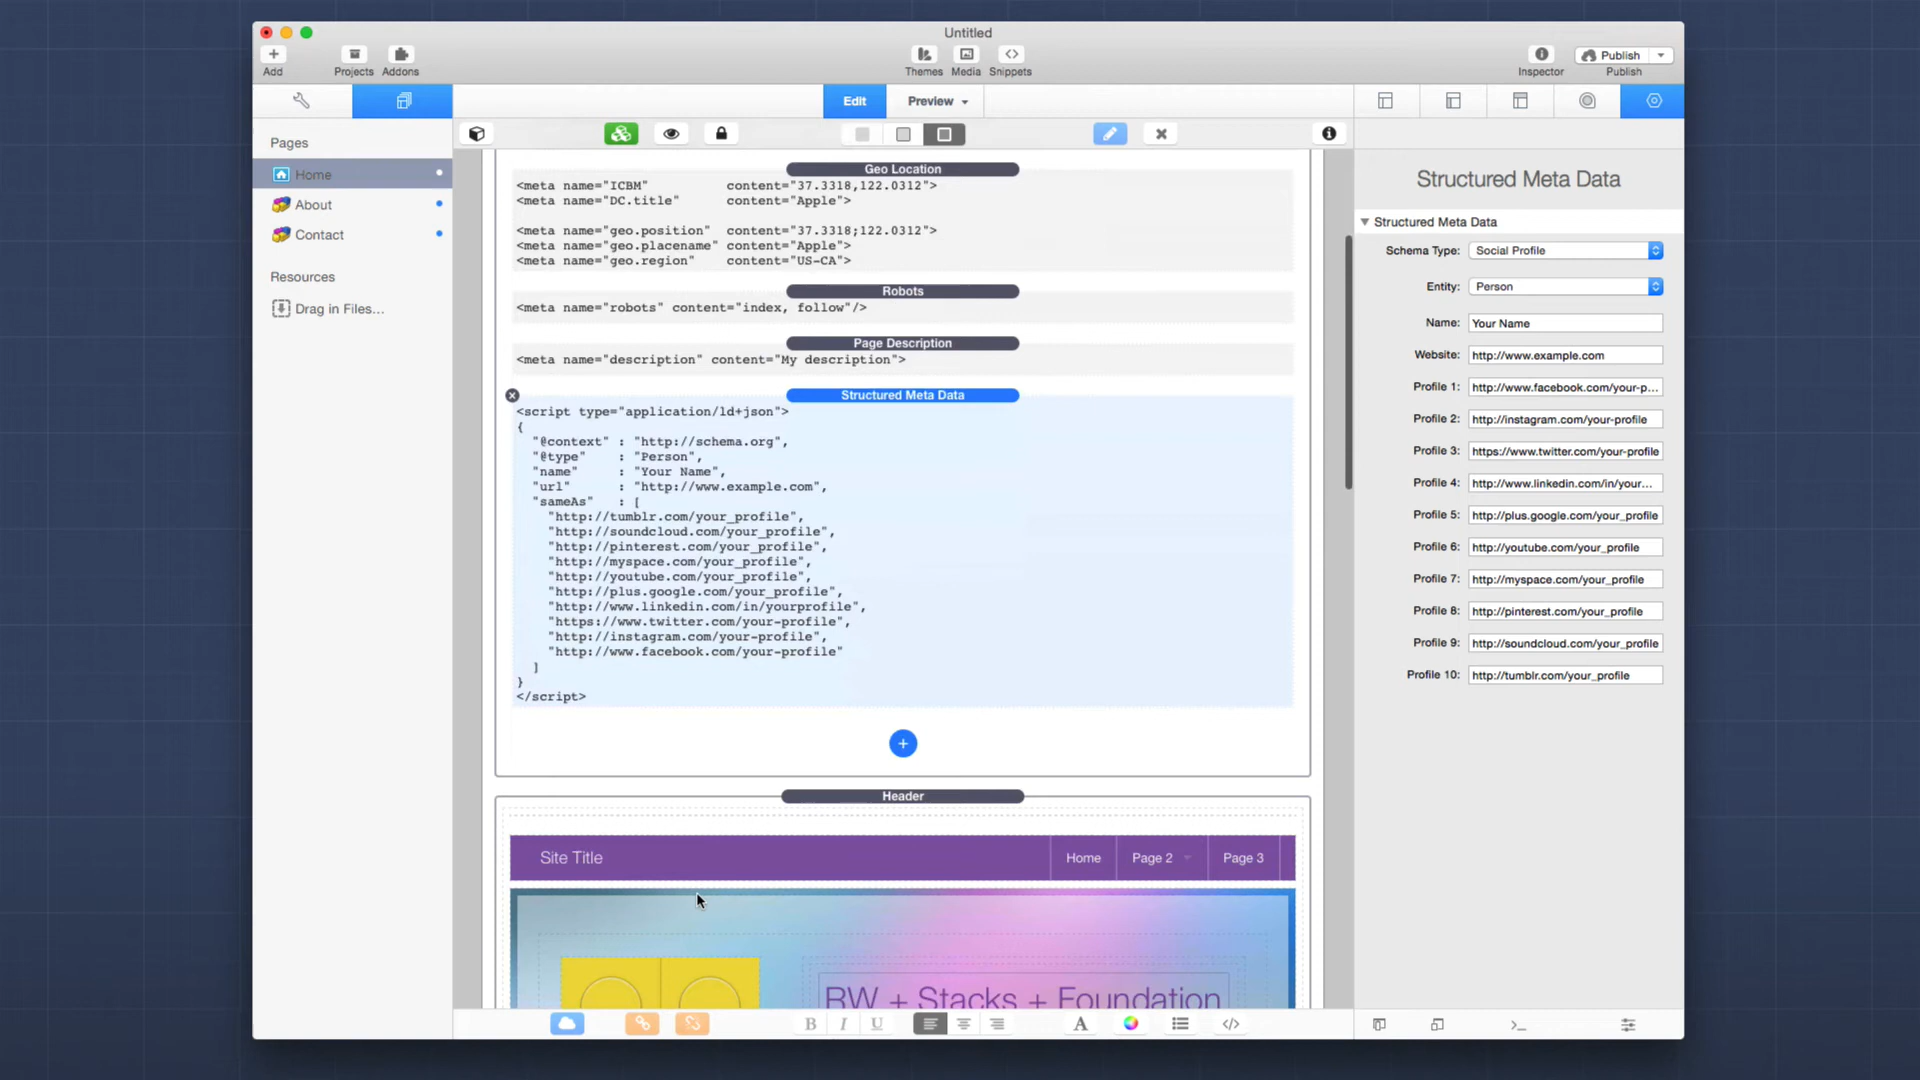 Untitled
Add
Projects
Addons
Themes
Media
Snippets
Inspector
Publish
Publish
Edit
Preview
Pages
Home
About
Contact
Resources
Drag in Files...
Geo Location
<meta name="ICBM" content="37.3318,122.0312">
<meta name="DC.title" content="Apple">
<meta name="geo.position" content="37.3318;122.0312">
<meta name="geo.placename" content="Apple">
<meta name="geo.region" content="US-CA">
Robots
<meta name="robots" content="index, follow"/>
Page Description
<meta name="description" content="My description">
Structured Meta Data
<script type="application/ld+json">
{
"@context" : "http://schema.org",
"@type" : "Person",
"name" : "Your Name",
"url" : "http://www.example.com",
"sameAs" : [
"http://tumblr.com/your_profile",
"http://soundcloud.com/your_profile",
"http://pinterest.com/your_profile",
"http://myspace.com/your_profile",
"http://youtube.com/your_profile",
"http://plus.google.com/your_profile",
"http://www.linkedin.com/in/yourprofile",
"https://www.twitter.com/your-profile",
"http://instagram.com/your-profile",
"http://www.facebook.com/your-profile"
]
}
</script>
Header
Site Title
Home
Page 2
Page 3
RW + Stacks + Foundation
B I U
A
Structured Meta Data
Structured Meta Data
Schema Type: Social Profile
Entity: Person
Name: Your Name
Website: http://www.example.com
Profile 1: http://www.facebook.com/your-p...
Profile 2: http://instagram.com/your-profile
Profile 3: https://www.twitter.com/your-profile
Profile 4: http://www.linkedin.com/in/your...
Profile 5: http://plus.google.com/your_profile
Profile 6: http://youtube.com/your_profile
Profile 7: http://myspace.com/your_profile
Profile 8: http://pinterest.com/your_profile
Profile 9: http://soundcloud.com/your_profile
Profile 10: http://tumblr.com/your_profile